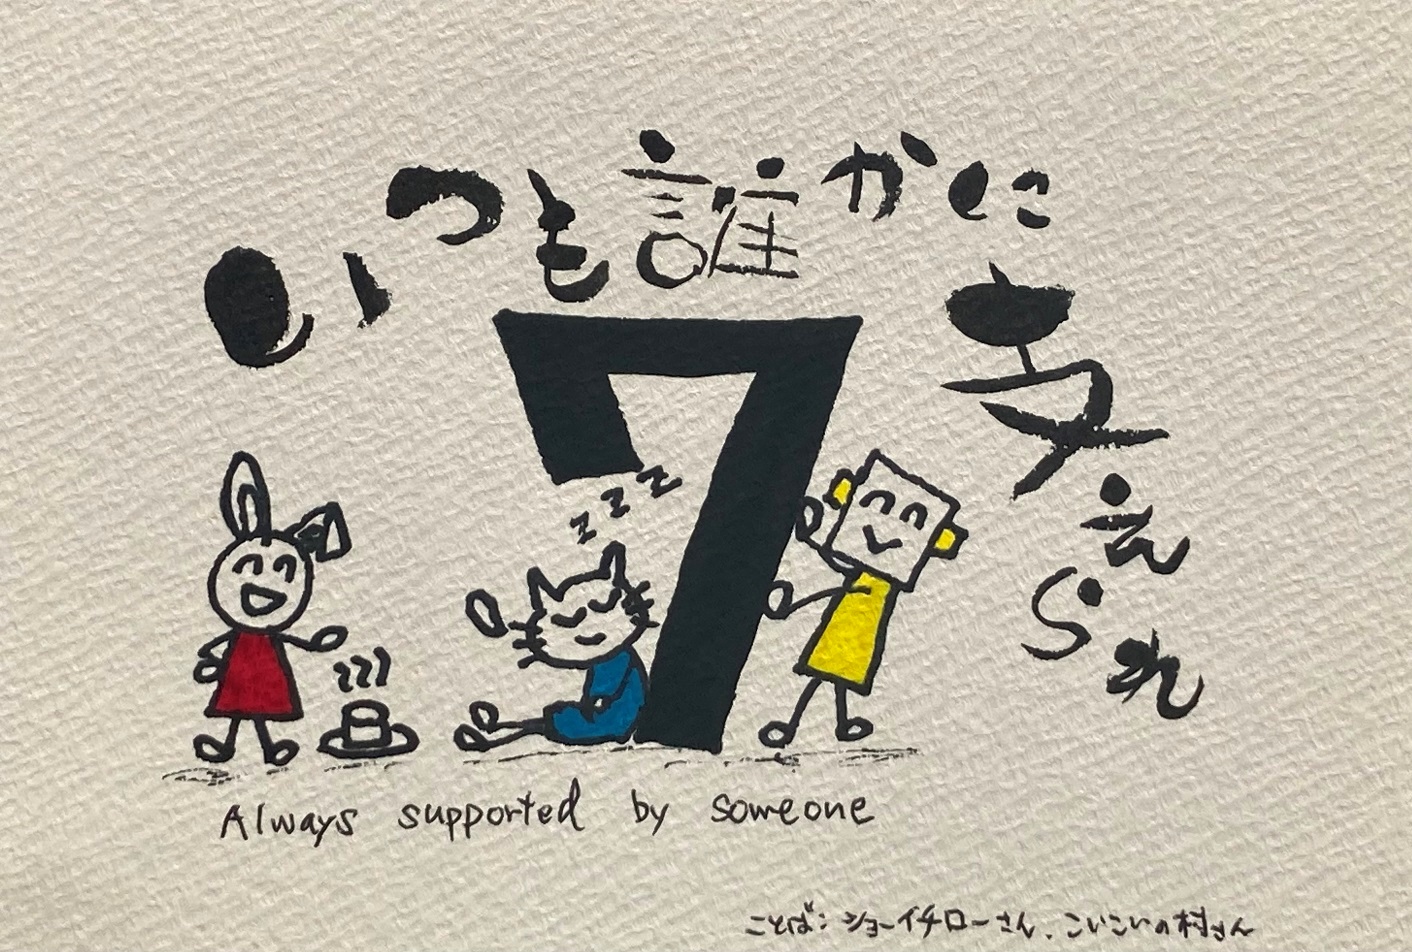 いつも誰かに支えられ
7
zzz
Always supported by someone
ことば：ショーイチローさん、こいこいの村さん